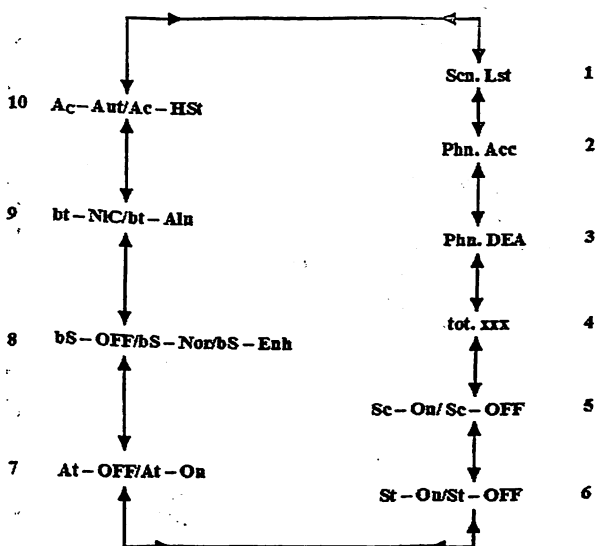 Scn. Lst 1
10 Ac – Aut/Ac – HSt
Phn. Acc 2
9 bt – NiC/bt – Aln
Phn. DEA 3
tot. xxx 4
8 bS – OFF/bS – Nor/bS – Enh
Sc – On/ Sc – OFF 5
7 At – OFF/At – On
St – On/St – OFF 6